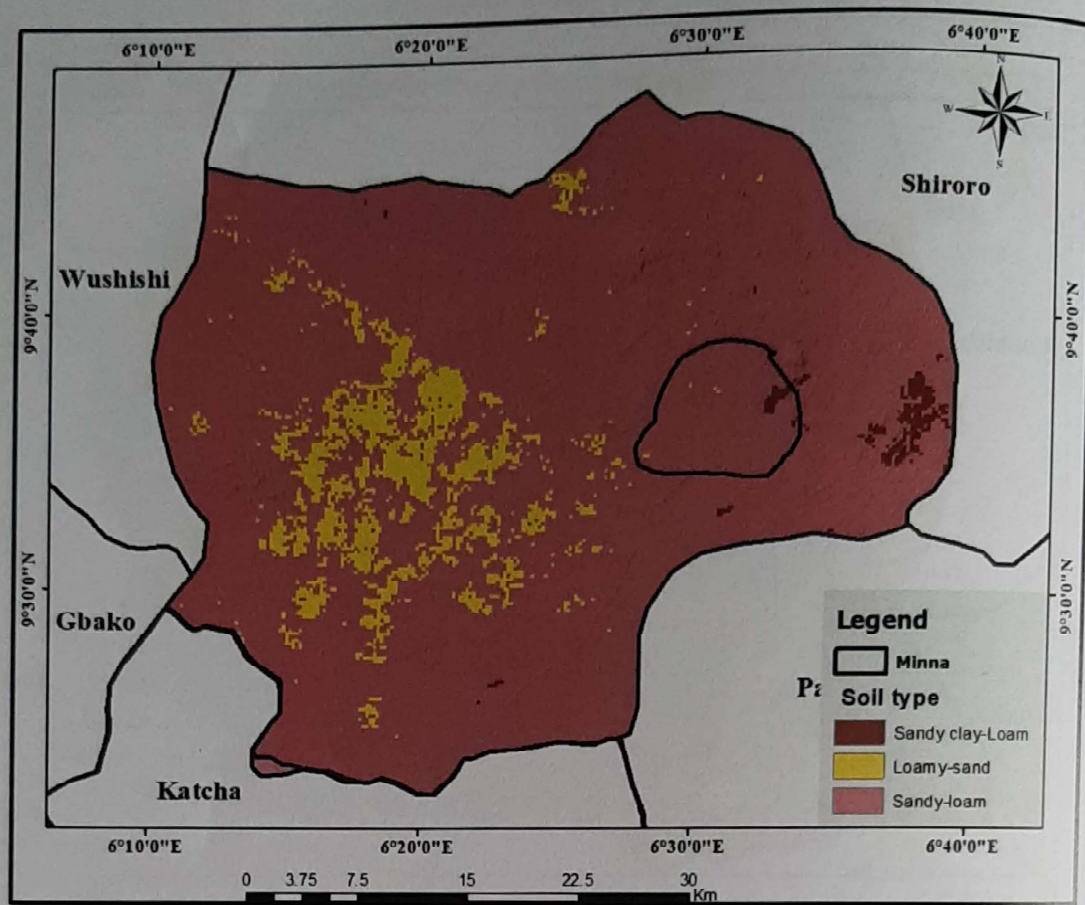 6°10'0"E 6°20'0"E 6°30'0"E 6°40'0"E
N
W E
S
Shiroro
Wushishi
9°40'0"N 9°40'0"N
Gbako
9°30'0"N 9°30'0"N
Legend
Minna
Pa
Soil type
Sandy clay-Loam
Loamy-sand
Sandy-loam
Katcha
6°10'0"E 6°20'0"E 6°30'0"E 6°40'0"E
0 3.75 7.5 15 22.5 30
Km